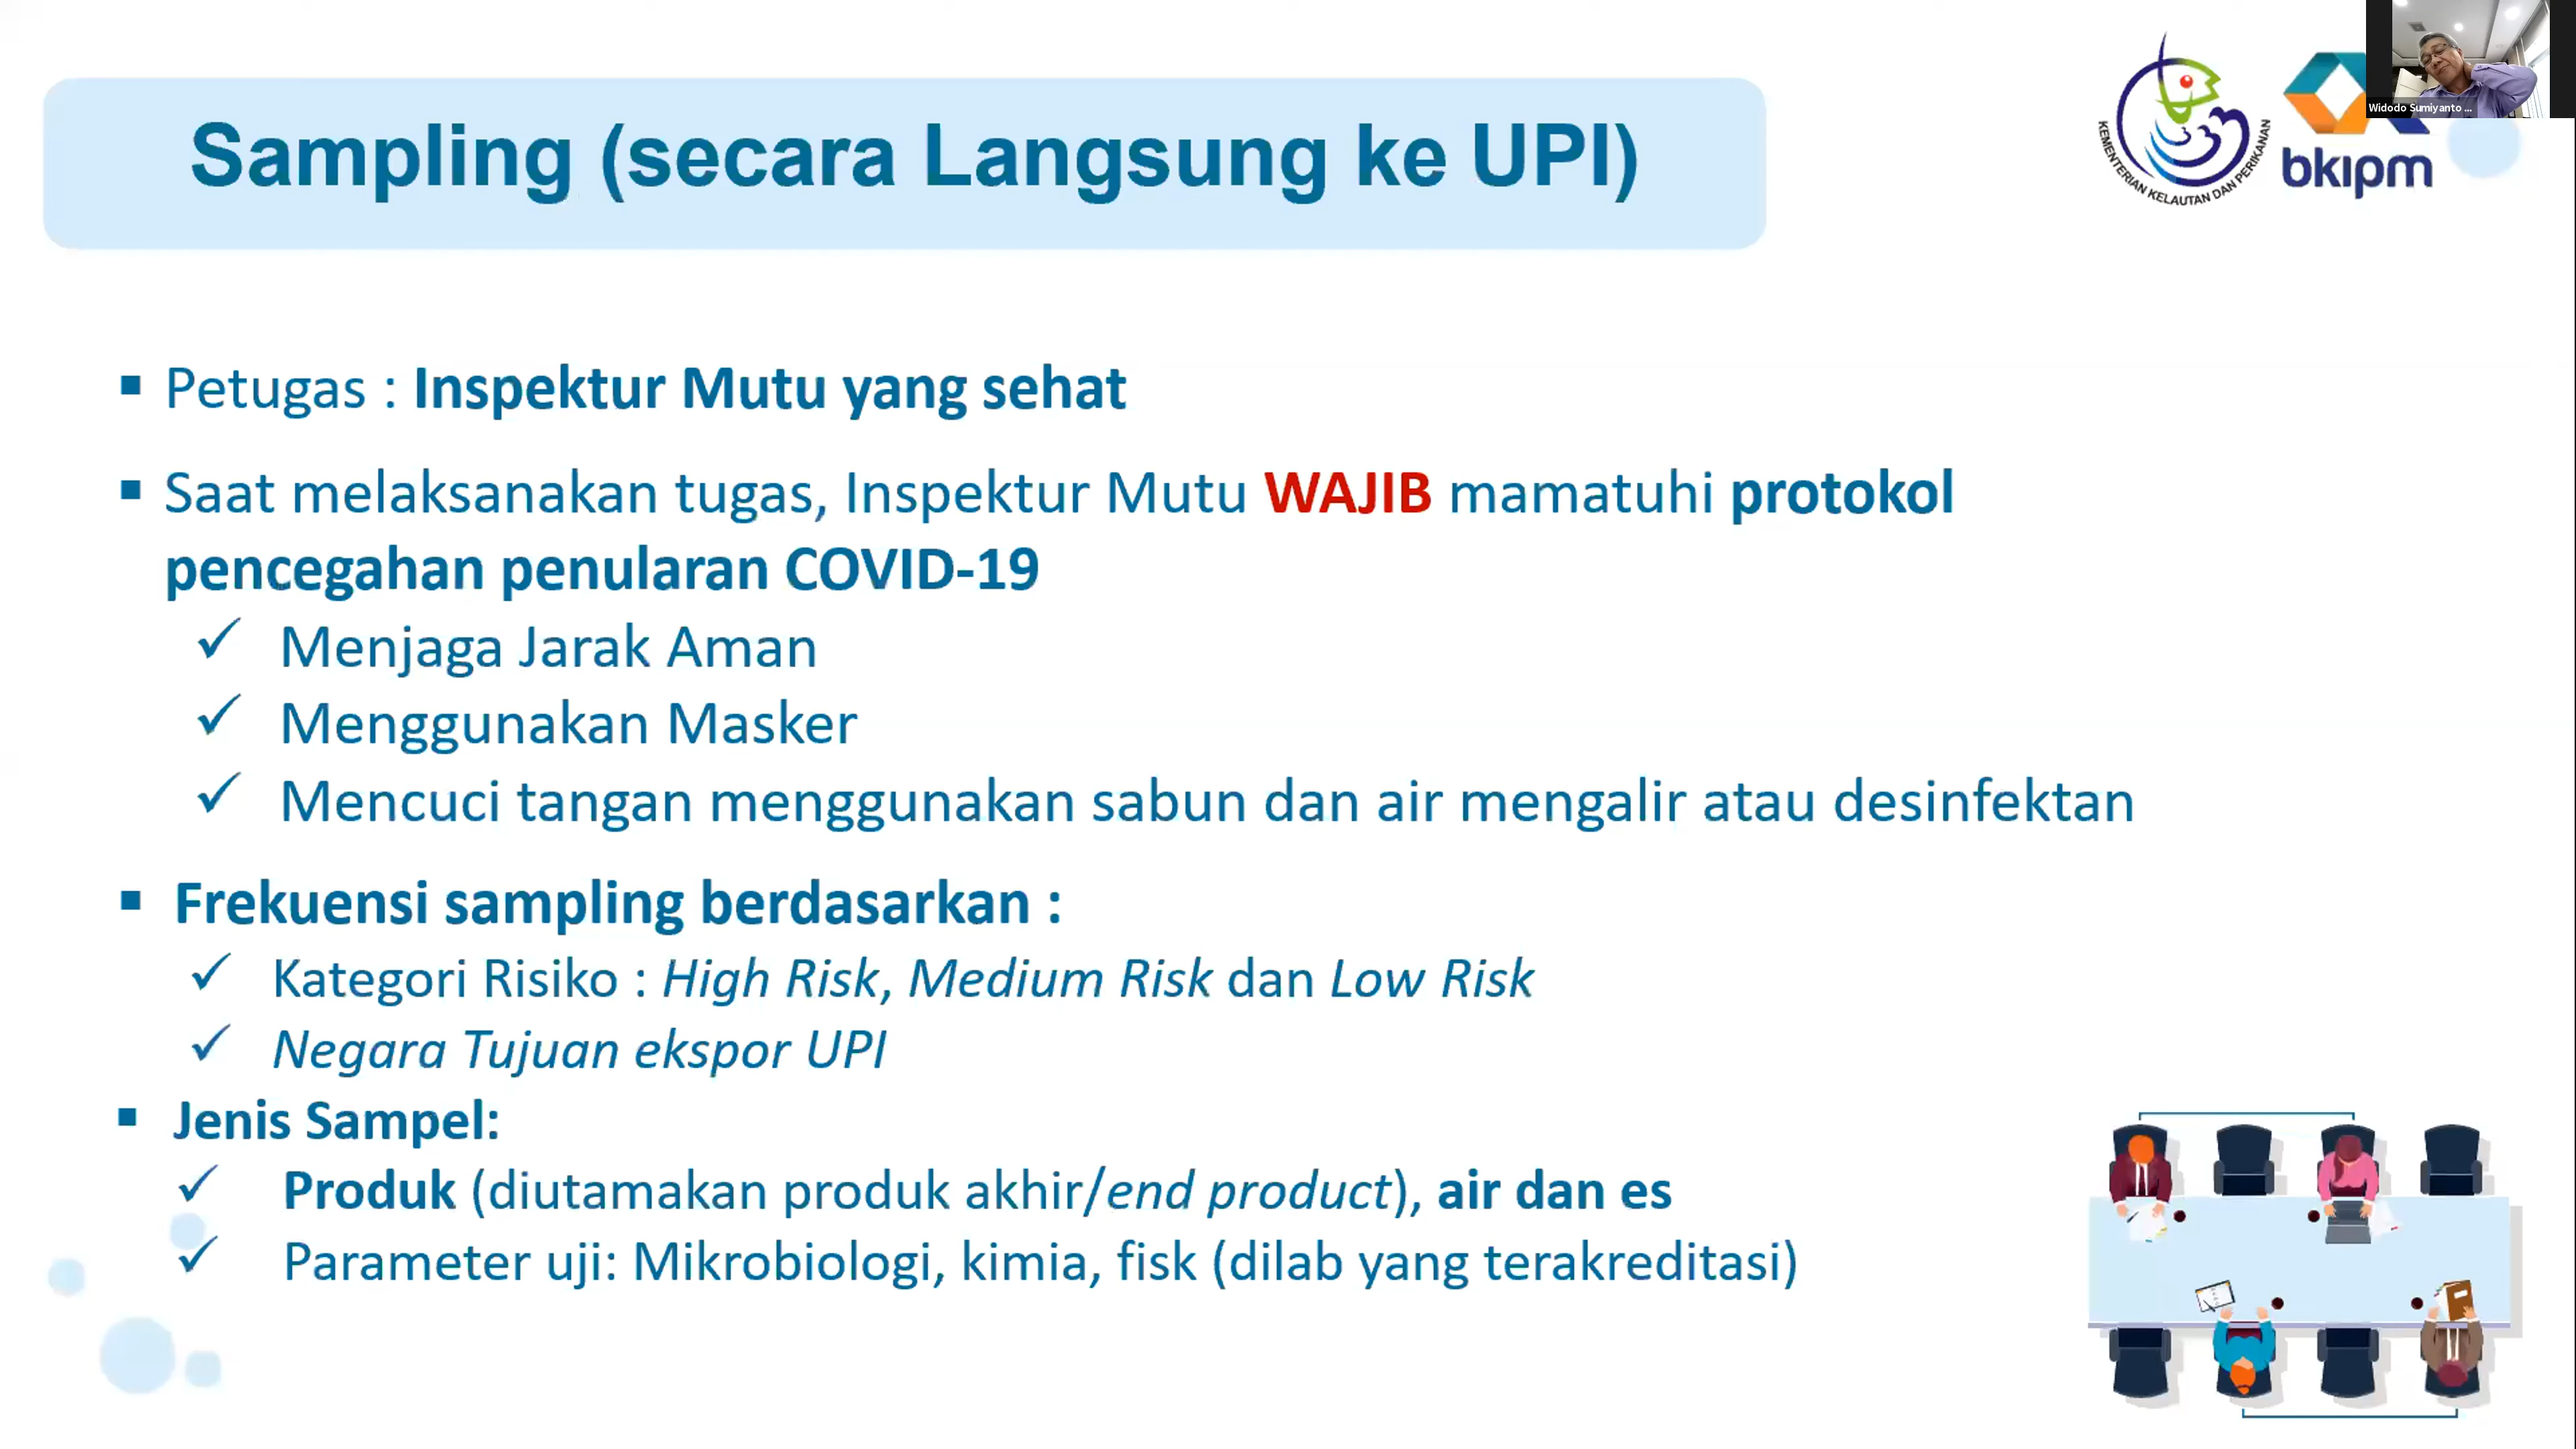 Sampling (secara Langsung ke UPI)
KEMENTERIAN KELAUTAN DAN PERIKANAN
bkipm
Widodo Sumiyanto ...
▪ Petugas : Inspektur Mutu yang sehat
▪ Saat melaksanakan tugas, Inspektur Mutu WAJIB mamatuhi protokol
pencegahan penularan COVID-19
✓ Menjaga Jarak Aman
✓ Menggunakan Masker
✓ Mencuci tangan menggunakan sabun dan air mengalir atau desinfektan
▪ Frekuensi sampling berdasarkan :
✓ Kategori Risiko : High Risk, Medium Risk dan Low Risk
✓ Negara Tujuan ekspor UPI
▪ Jenis Sampel:
✓ Produk (diutamakan produk akhir/end product), air dan es
✓ Parameter uji: Mikrobiologi, kimia, fisk (dilab yang terakreditasi)